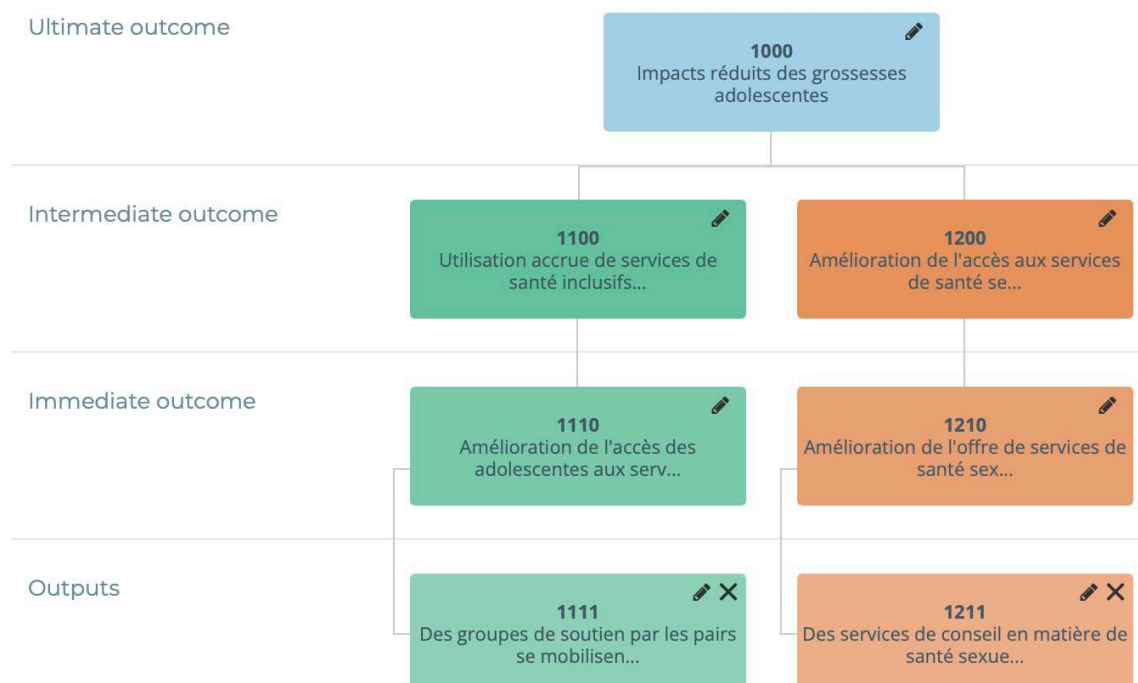 Ultimate outcome
1000
Impacts réduits des grossesses
adolescentes
Intermediate outcome
1100
Utilisation accrue de services de
santé inclusifs...
1200
Amélioration de l'accès aux services
de santé se...
Immediate outcome
1110
Amélioration de l'accès des
adolescentes aux serv...
1210
Amélioration de l'offre de services de
santé sex...
Outputs
1111
Des groupes de soutien par les pairs
se mobilisen...
1211
Des services de conseil en matière de
santé sexue...